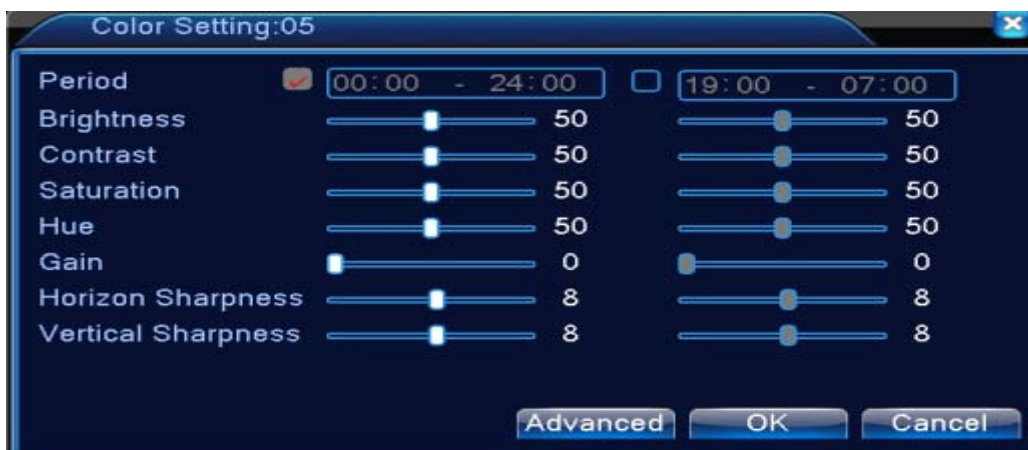 Color Setting:05
Period 00:00 - 24:00 19:00 - 07:00
Brightness 50 50
Contrast 50 50
Saturation 50 50
Hue 50 50
Gain 0 0
Horizon Sharpness 8 8
Vertical Sharpness 8 8
Advanced OK Cancel